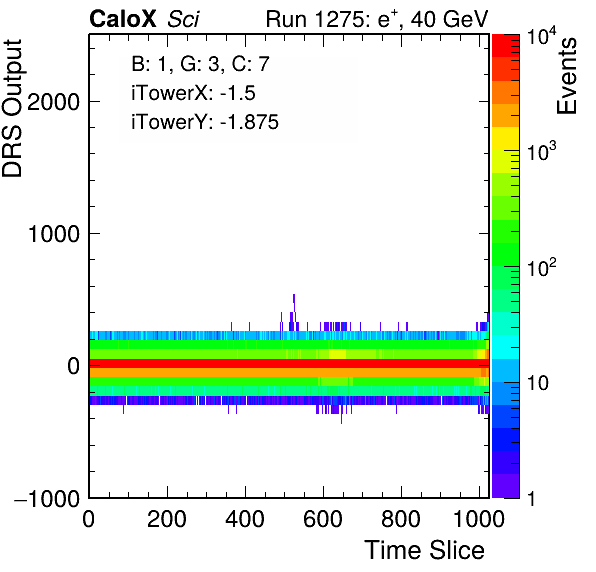 CaloX Sci Run 1275: e+, 40 GeV
B: 1, G: 3, C: 7
iTowerX: -1.5
iTowerY: -1.875
DRS Output
2000
1000
0
−1000
0 200 400 600 800 1000
Time Slice
Events
10^4
10^3
10^2
10
1